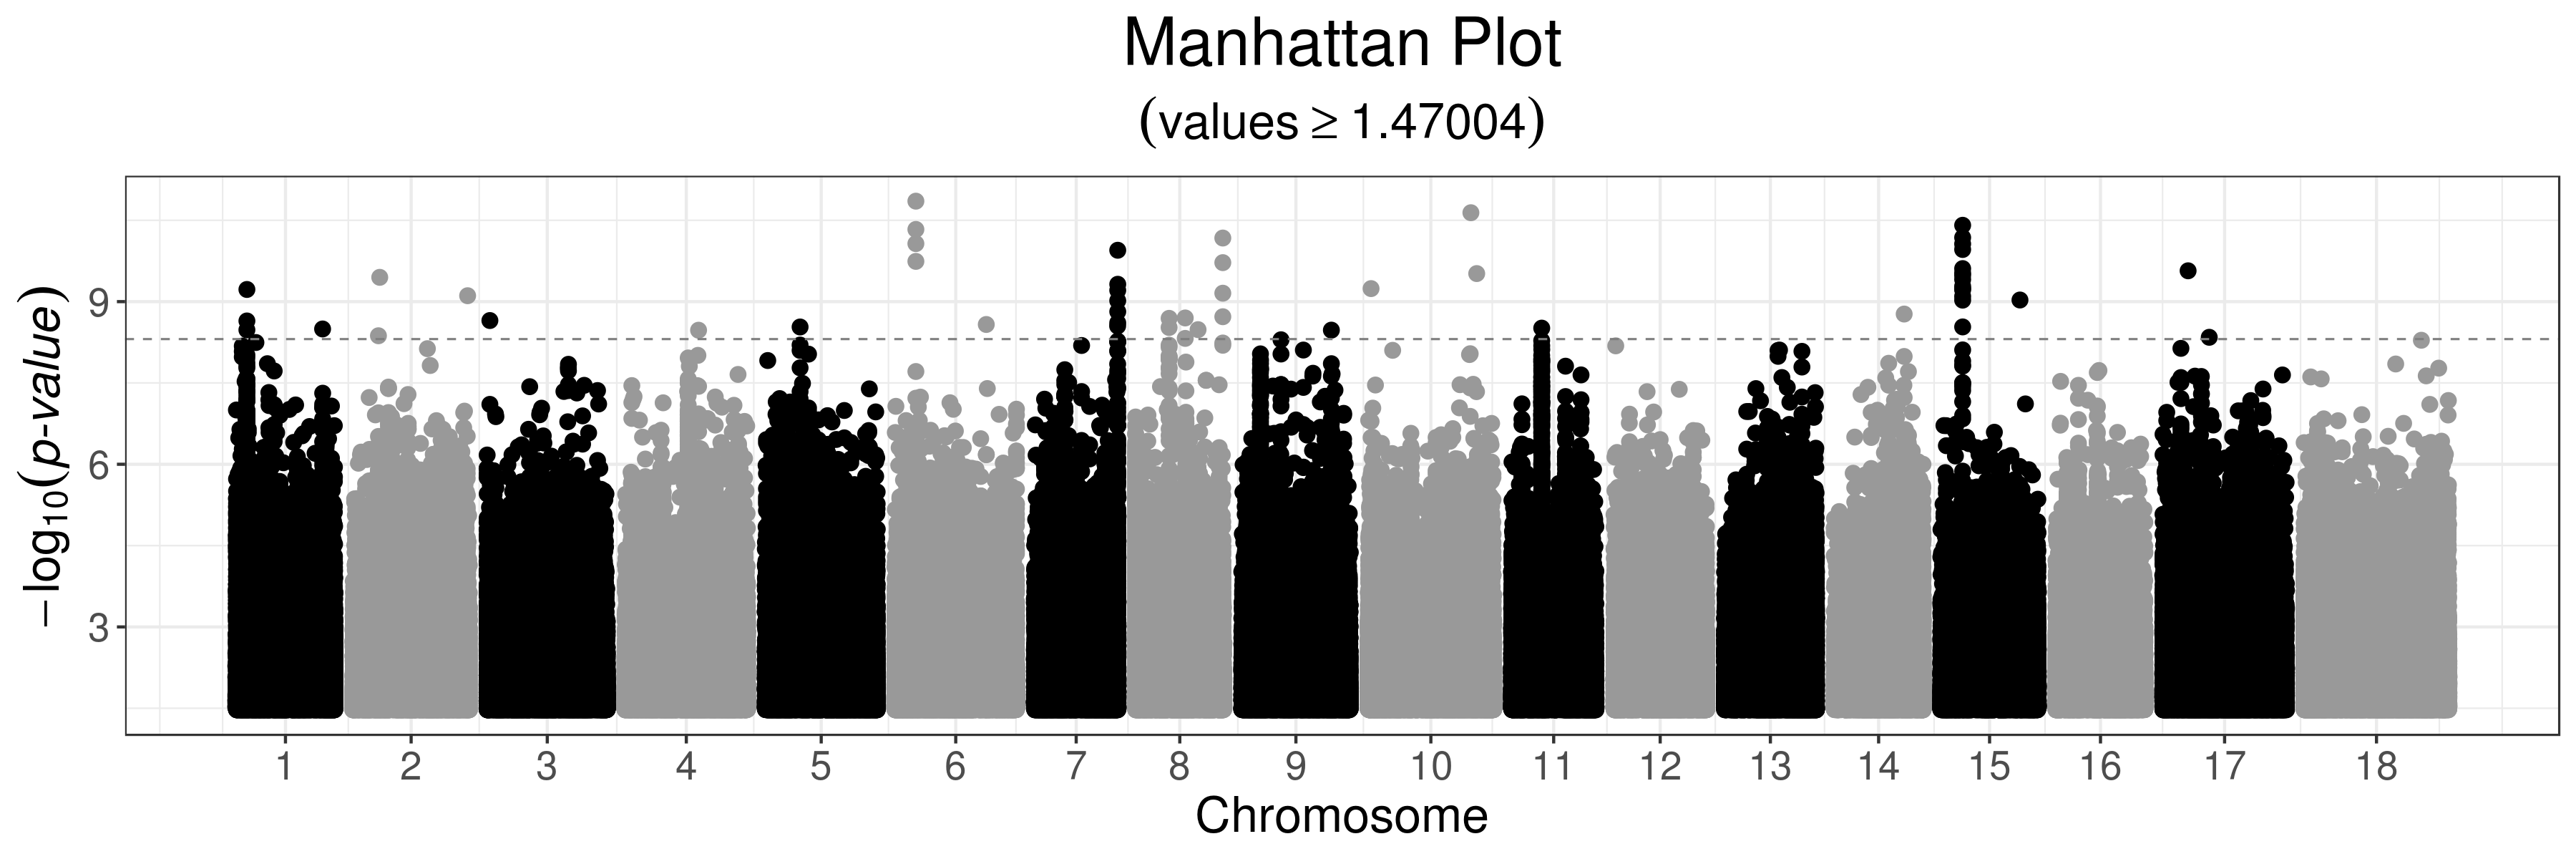 Manhattan Plot
(values ≥ 1.47004)
−log10(p-value)
9
6
3
1 2 3 4 5 6 7 8 9 10 11 12 13 14 15 16 17 18
Chromosome